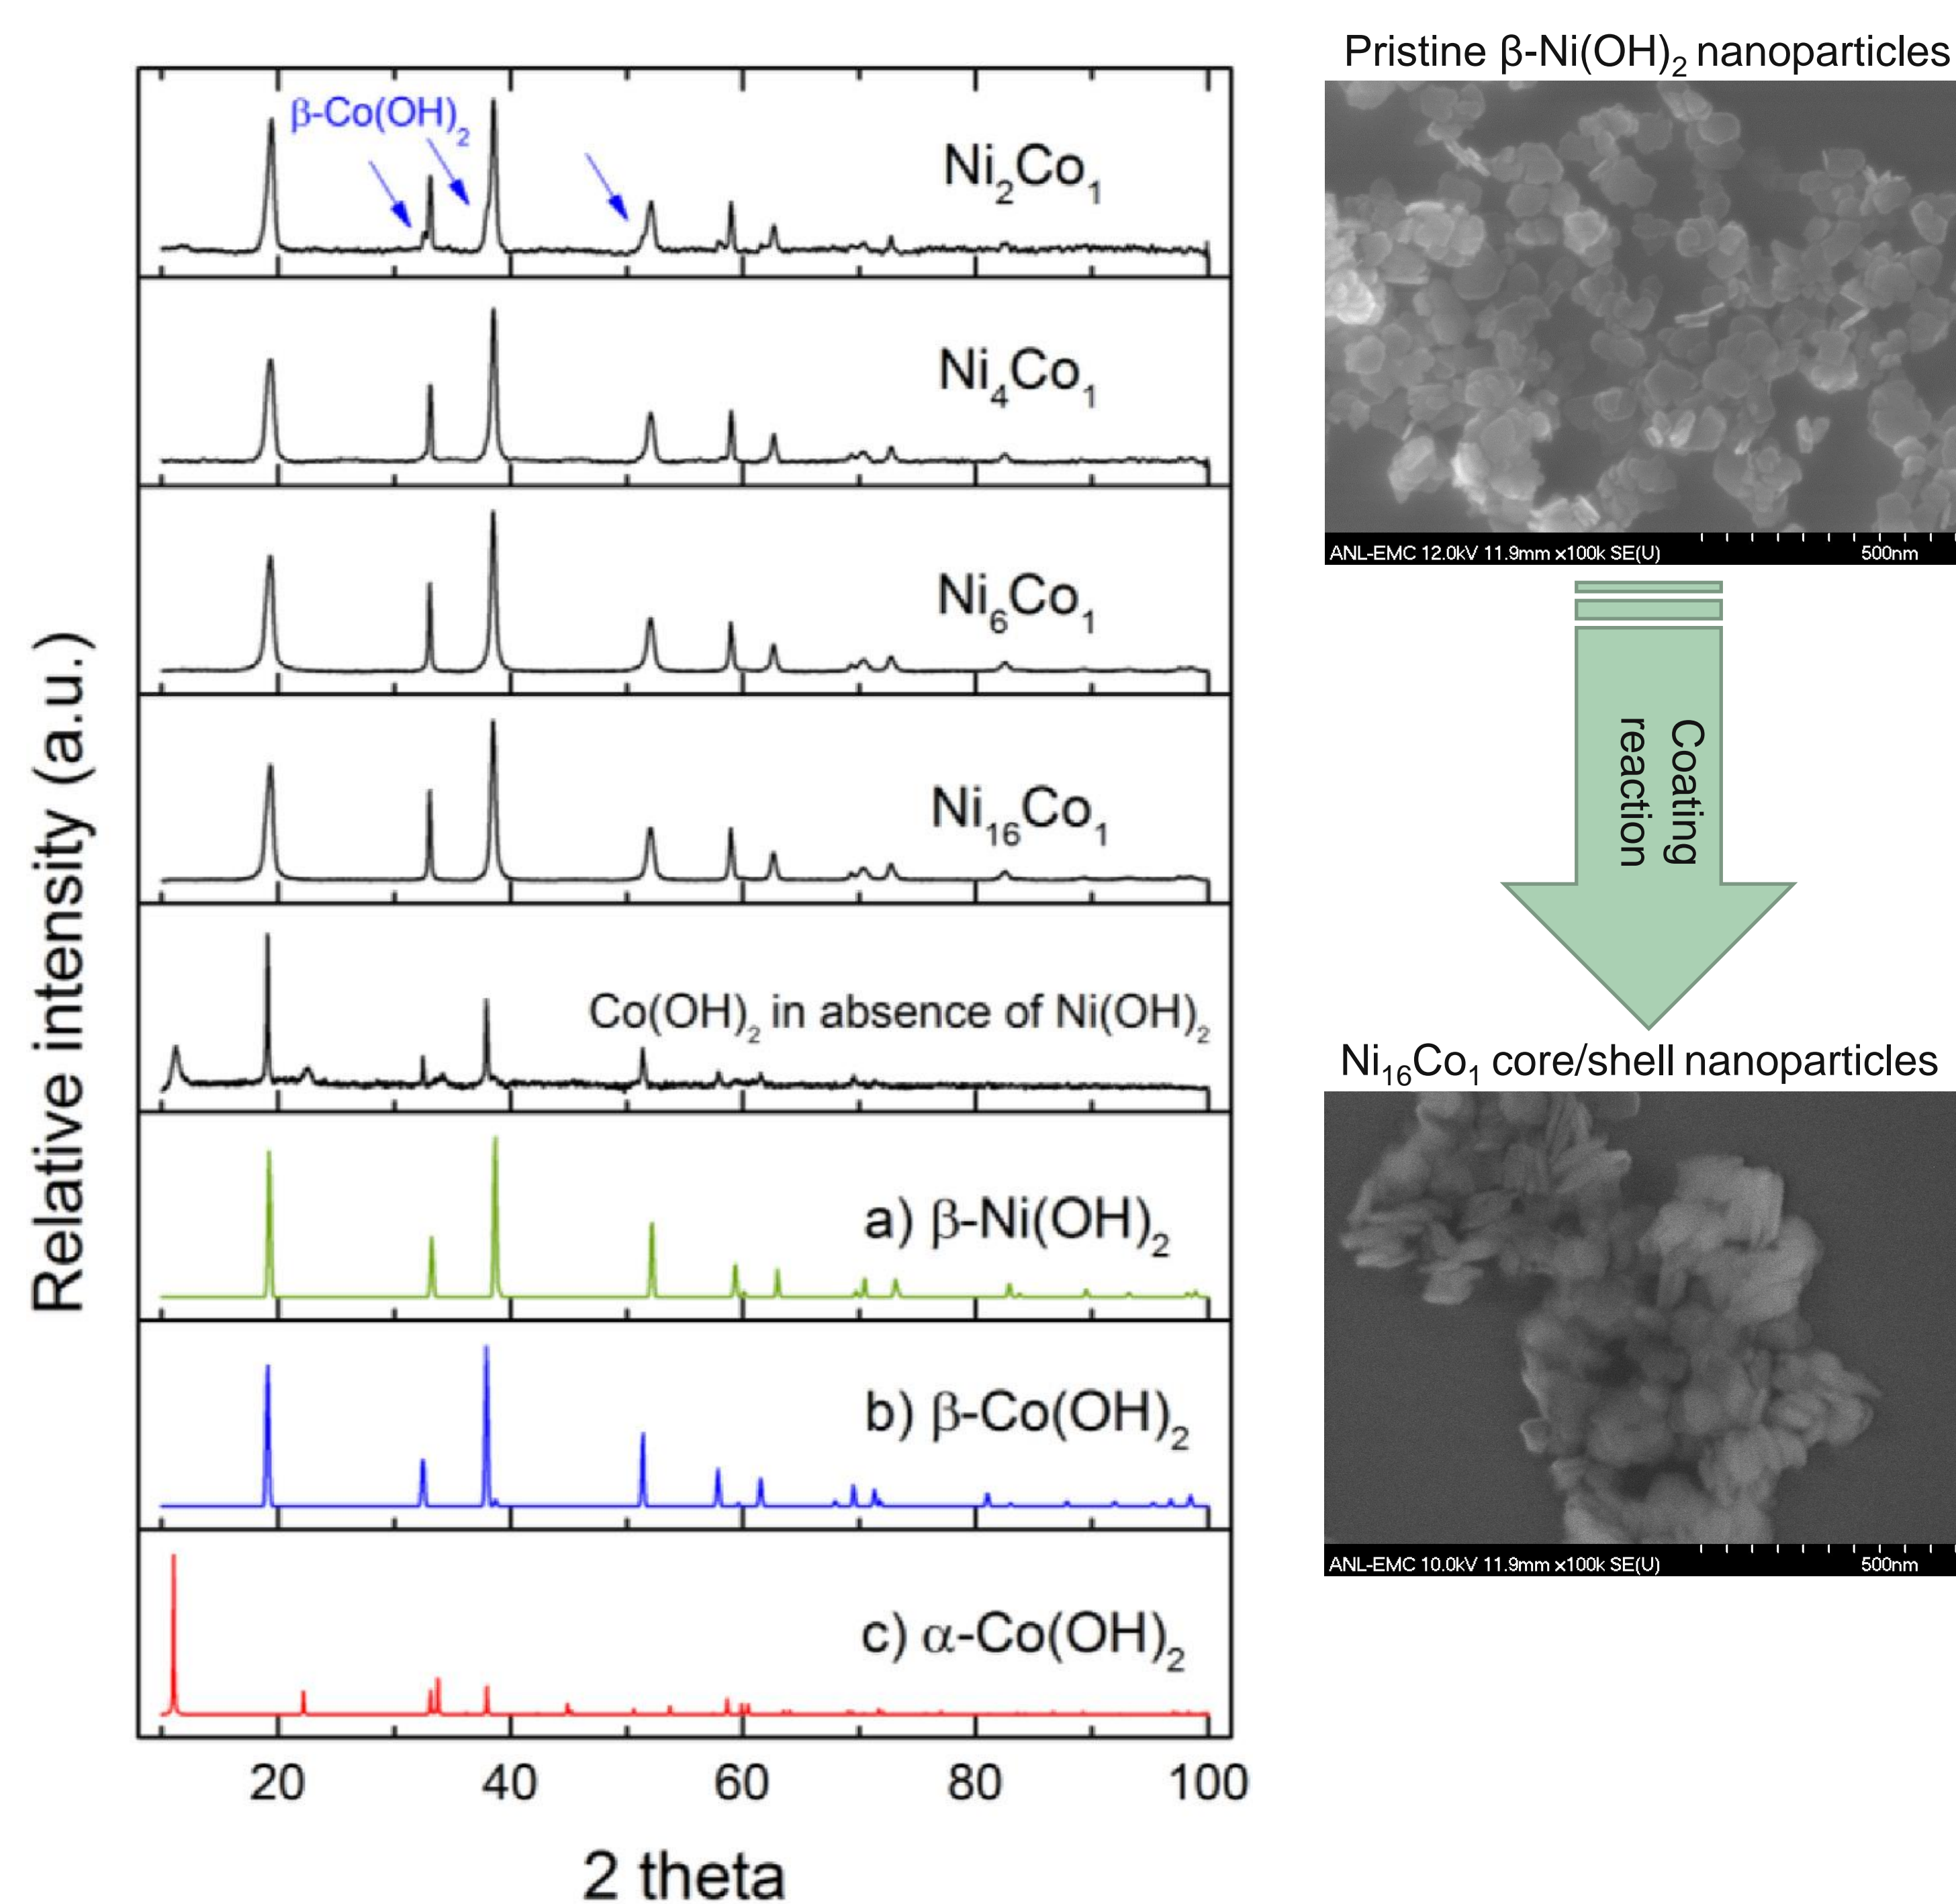 Relative intensity (a.u.)
β-Co(OH)₂
Ni₂Co₁
Ni₄Co₁
Ni₆Co₁
Ni₁₆Co₁
Co(OH)₂ in absence of Ni(OH)₂
a) β-Ni(OH)₂
b) β-Co(OH)₂
c) α-Co(OH)₂
20 40 60 80 100
2 theta
Pristine β-Ni(OH)₂ nanoparticles
ANL-EMC 12.0kV 11.9mm x100k SE(U) 500nm
Coating
reaction
Ni₁₆Co₁ core/shell nanoparticles
ANL-EMC 10.0kV 11.9mm x100k SE(U) 500nm